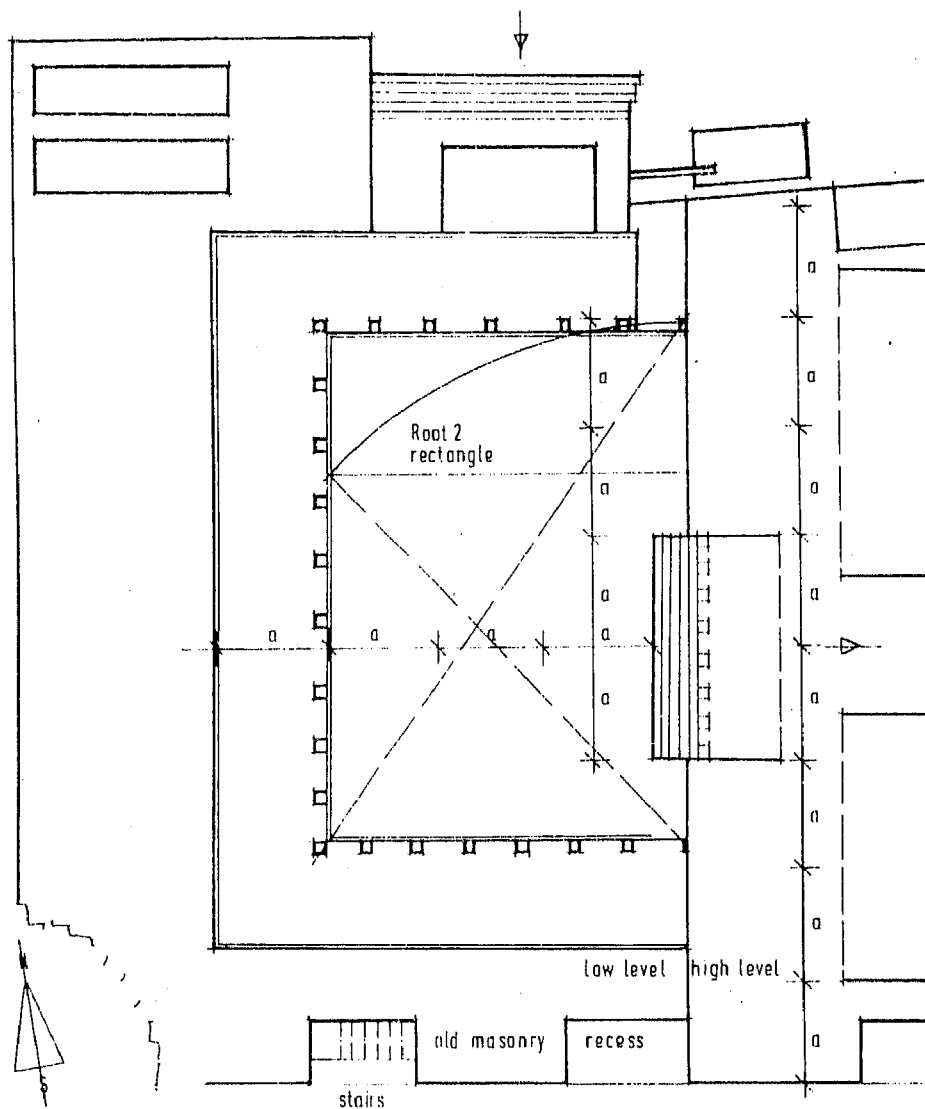 a
a a
Root 2
rectangle
a a
a a
a a a a
a a
a
a
low level high level
old masonry recess a
stairs